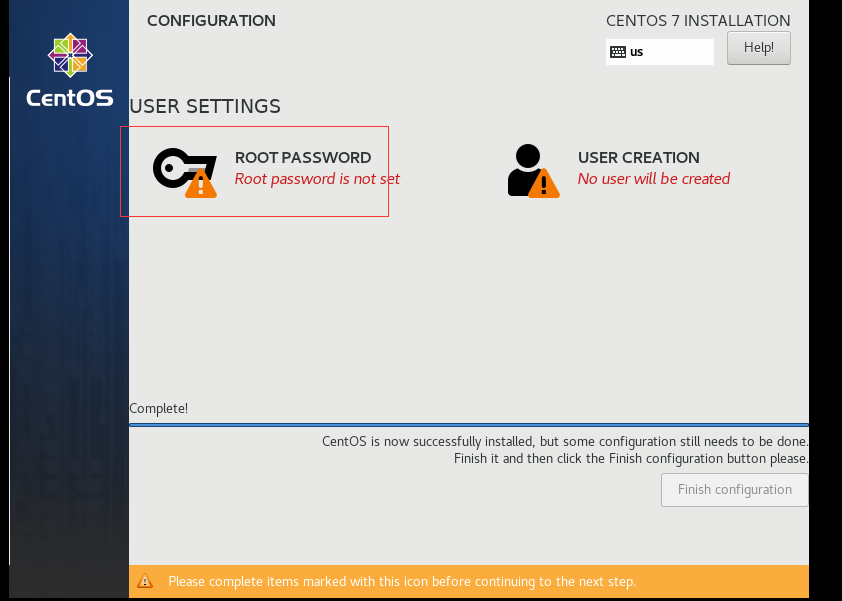 CONFIGURATION
CENTOS 7 INSTALLATION
us
Help!
CentOS
USER SETTINGS
ROOT PASSWORD
Root password is not set
USER CREATION
No user will be created
Complete!
CentOS is now successfully installed, but some configuration still needs to be done.
Finish it and then click the Finish configuration button please.
Finish configuration
Please complete items marked with this icon before continuing to the next step.